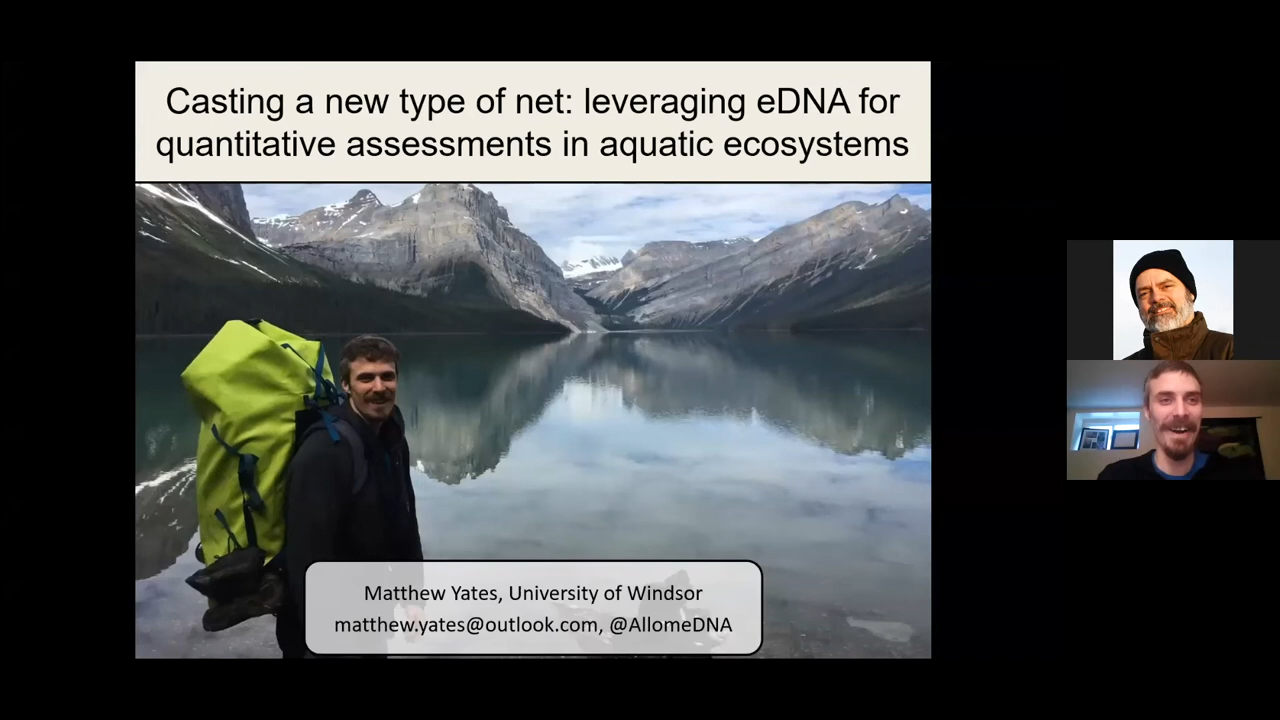 Casting a new type of net: leveraging eDNA for
quantitative assessments in aquatic ecosystems
Matthew Yates, University of Windsor
matthew.yates@outlook.com, @AllomeDNA